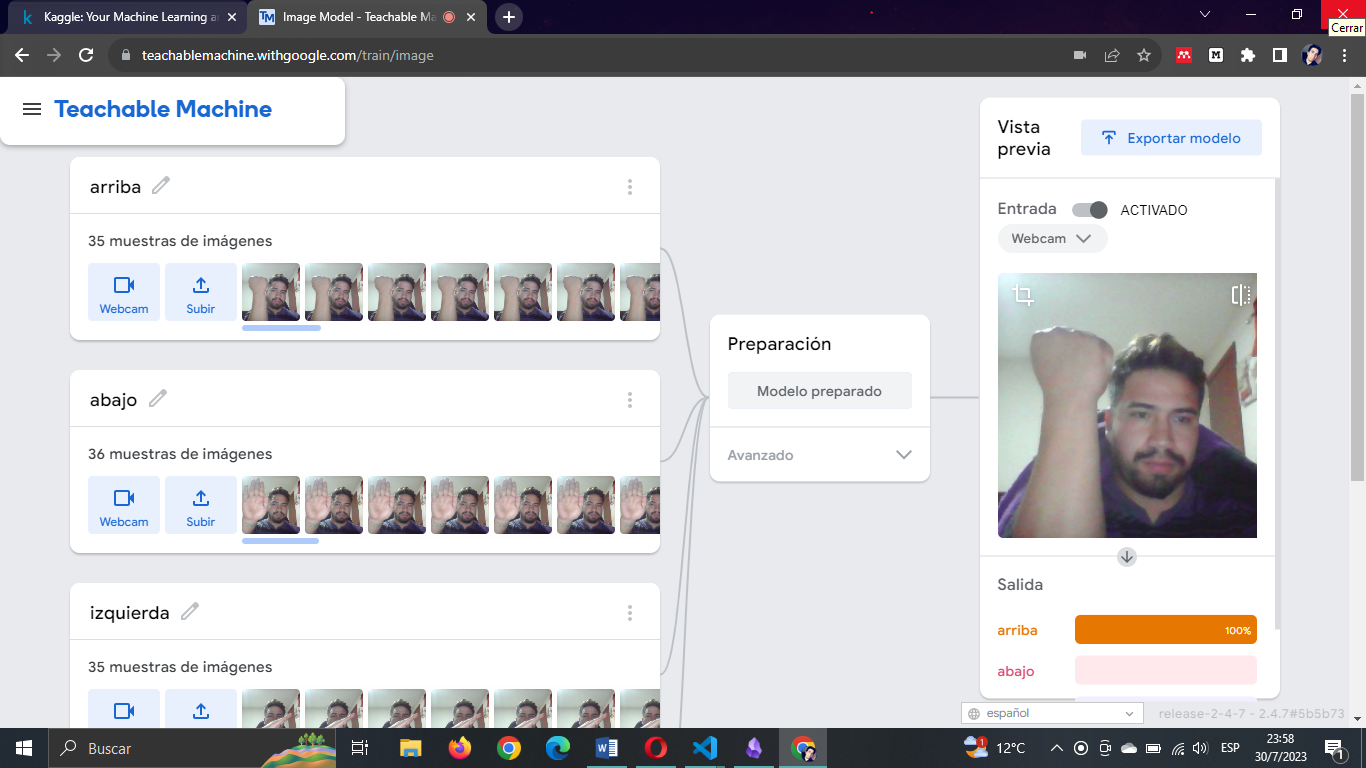 Kaggle: Your Machine Learning a
Image Model - Teachable Ma
Cerrar
teachablemachine.withgoogle.com/train/image
Teachable Machine
arriba
35 muestras de imágenes
Webcam
Subir
abajo
36 muestras de imágenes
Webcam
Subir
izquierda
35 muestras de imágenes
Preparación
Modelo preparado
Avanzado
Vista
previa
Exportar modelo
Entrada
ACTIVADO
Webcam
Salida
arriba
100%
abajo
español
release-2-4-7 - 2.4.7#5b5b73
Buscar
1
12°C
ESP
23:58
30/7/2023
1